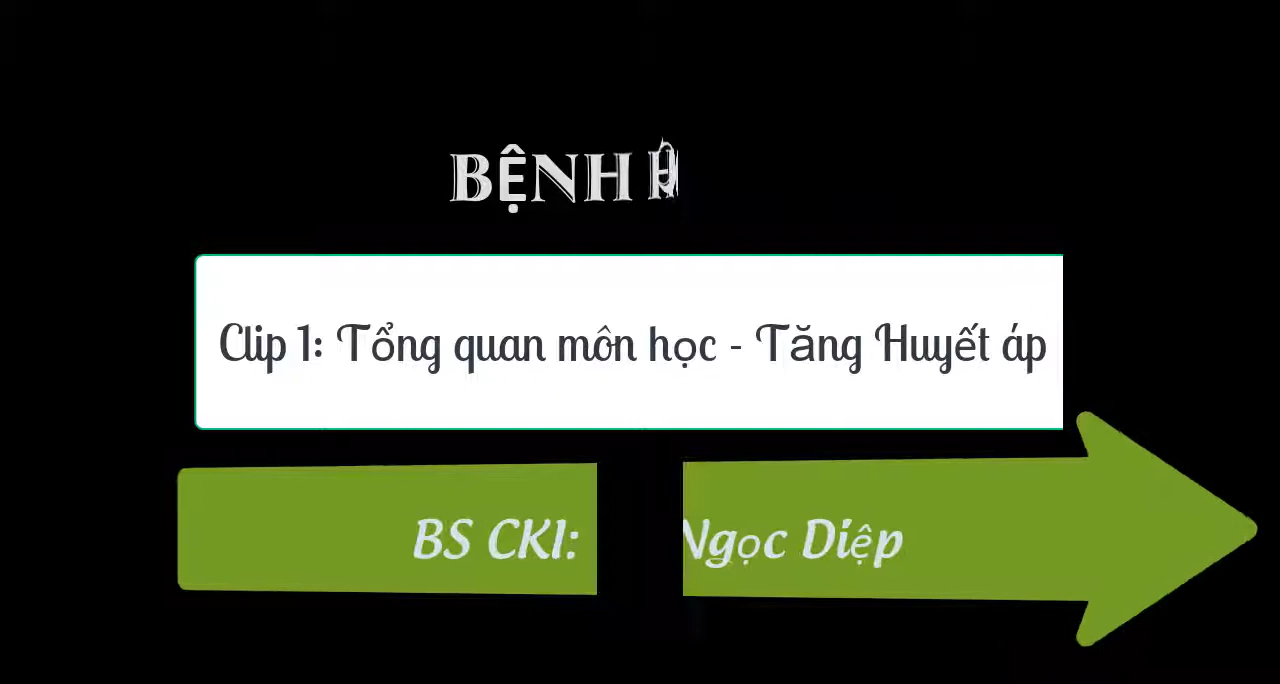 BỆNH
Clip 1: Tổng quan môn học - Tăng Huyết áp
BS CKI: Ngọc Diệp